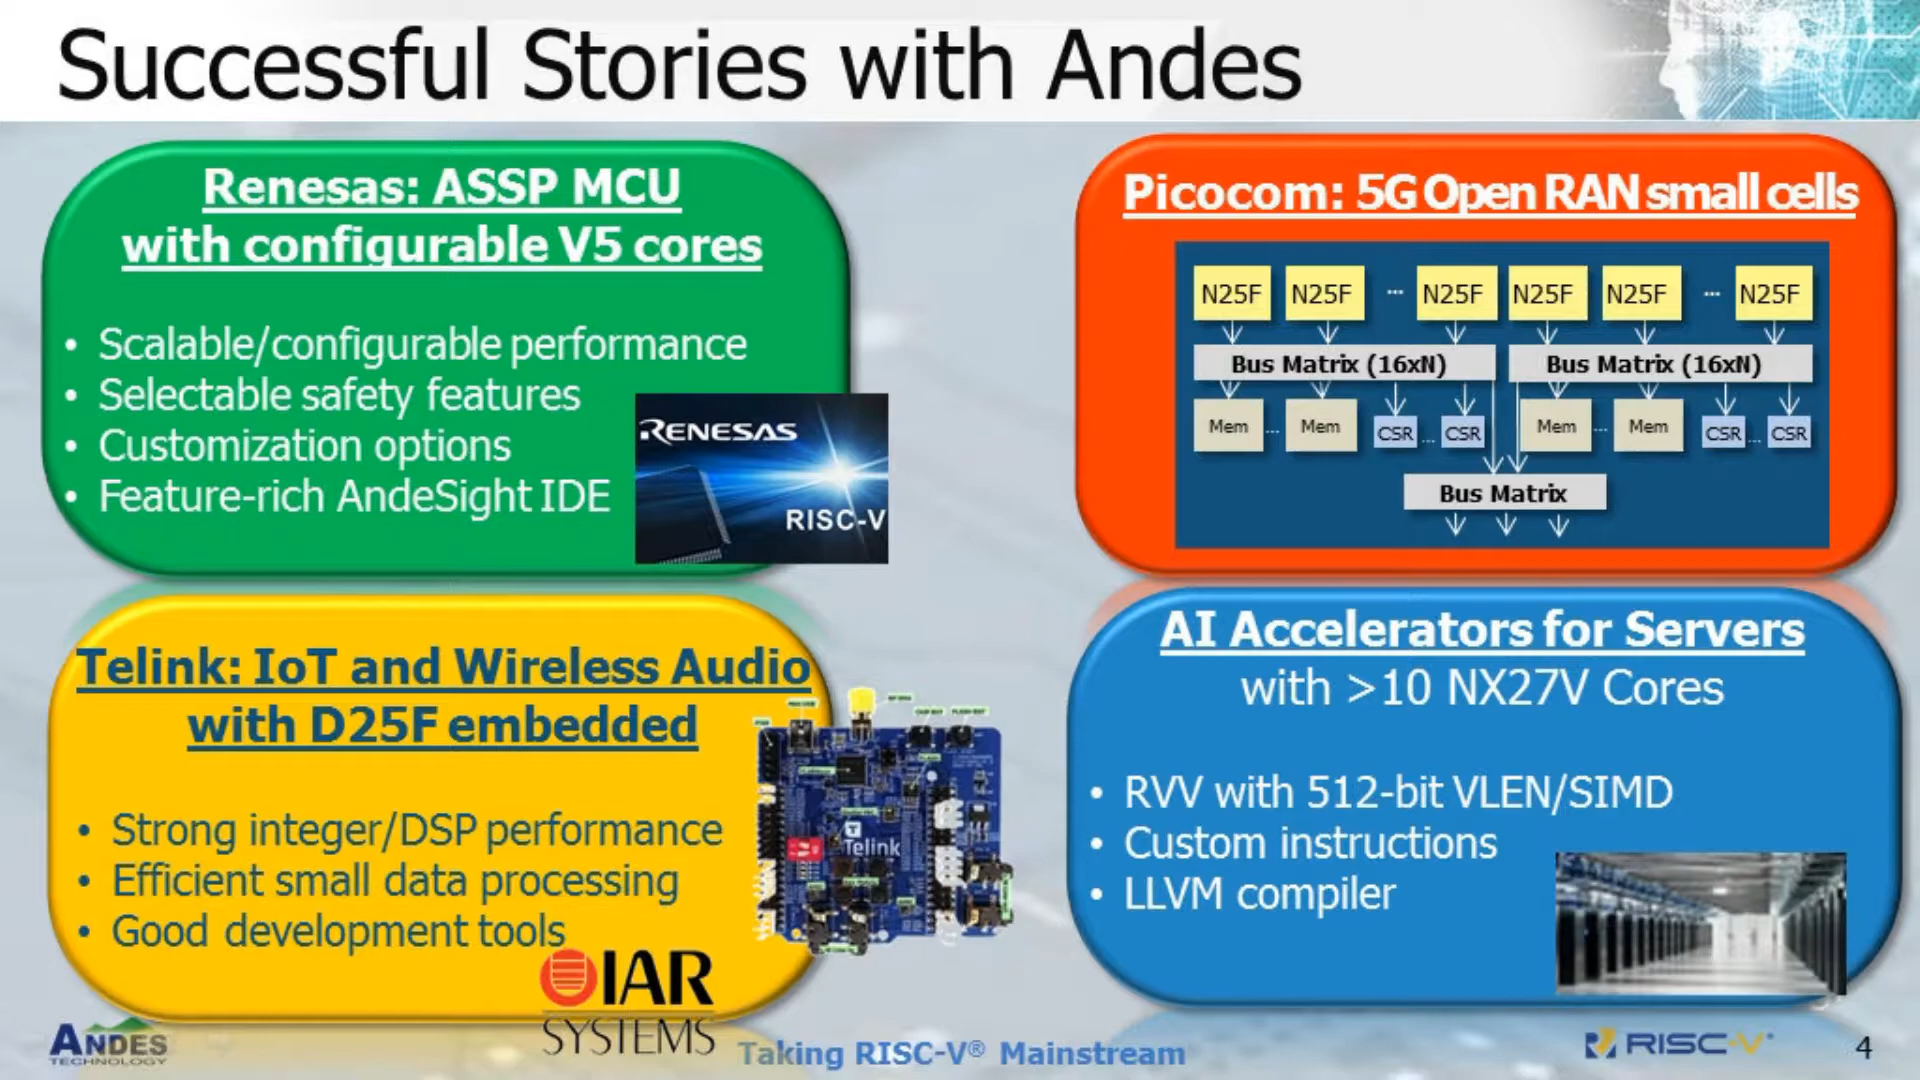 Successful Stories with Andes
Renesas: ASSP MCU
with configurable V5 cores
• Scalable/configurable performance
• Selectable safety features
• Customization options
• Feature-rich AndeSight IDE
RENESAS
RISC-V
Picocom: 5G Open RAN small cells
N25F N25F ... N25F N25F N25F ... N25F
Bus Matrix (16xN) Bus Matrix (16xN)
Mem ... Mem CSR ... CSR Mem ... Mem CSR ... CSR
Bus Matrix
Telink: IoT and Wireless Audio
with D25F embedded
• Strong integer/DSP performance
• Efficient small data processing
• Good development tools
Telink
IAR
SYSTEMS
AI Accelerators for Servers
with >10 NX27V Cores
• RVV with 512-bit VLEN/SIMD
• Custom instructions
• LLVM compiler
ANDES
TECHNOLOGY
Taking RISC-V® Mainstream
RISC-V
4